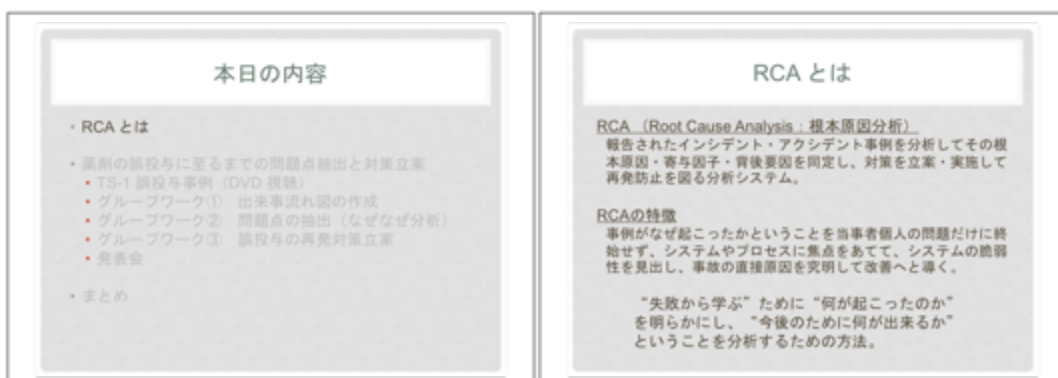 本日の内容
・RCA とは
・薬剤の誤投与に至るまでの問題点抽出と対策立案
・TS-1 誤投与事例（DVD 視聴）
・グループワーク① 出来事流れ図の作成
・グループワーク② 問題点の抽出（なぜなぜ分析）
・グループワーク③ 誤投与の再発対策立案
・発表会
・まとめ
RCA とは
RCA （Root Cause Analysis：根本原因分析）
報告されたインシデント・アクシデント事例を分析してその根
本原因・寄与因子・背後要因を同定し、対策を立案・実施して
再発防止を図る分析システム。
RCAの特徴
事例がなぜ起こったかということを当事者個人の問題だけに終
始せず、システムやプロセスに焦点をあてて、システムの脆弱
性を見出し、事故の直接原因を究明して改善へと導く。
“失敗から学ぶ”ために“何が起こったのか”
を明らかにし、“今後のために何が出来るか”
ということを分析するための方法。